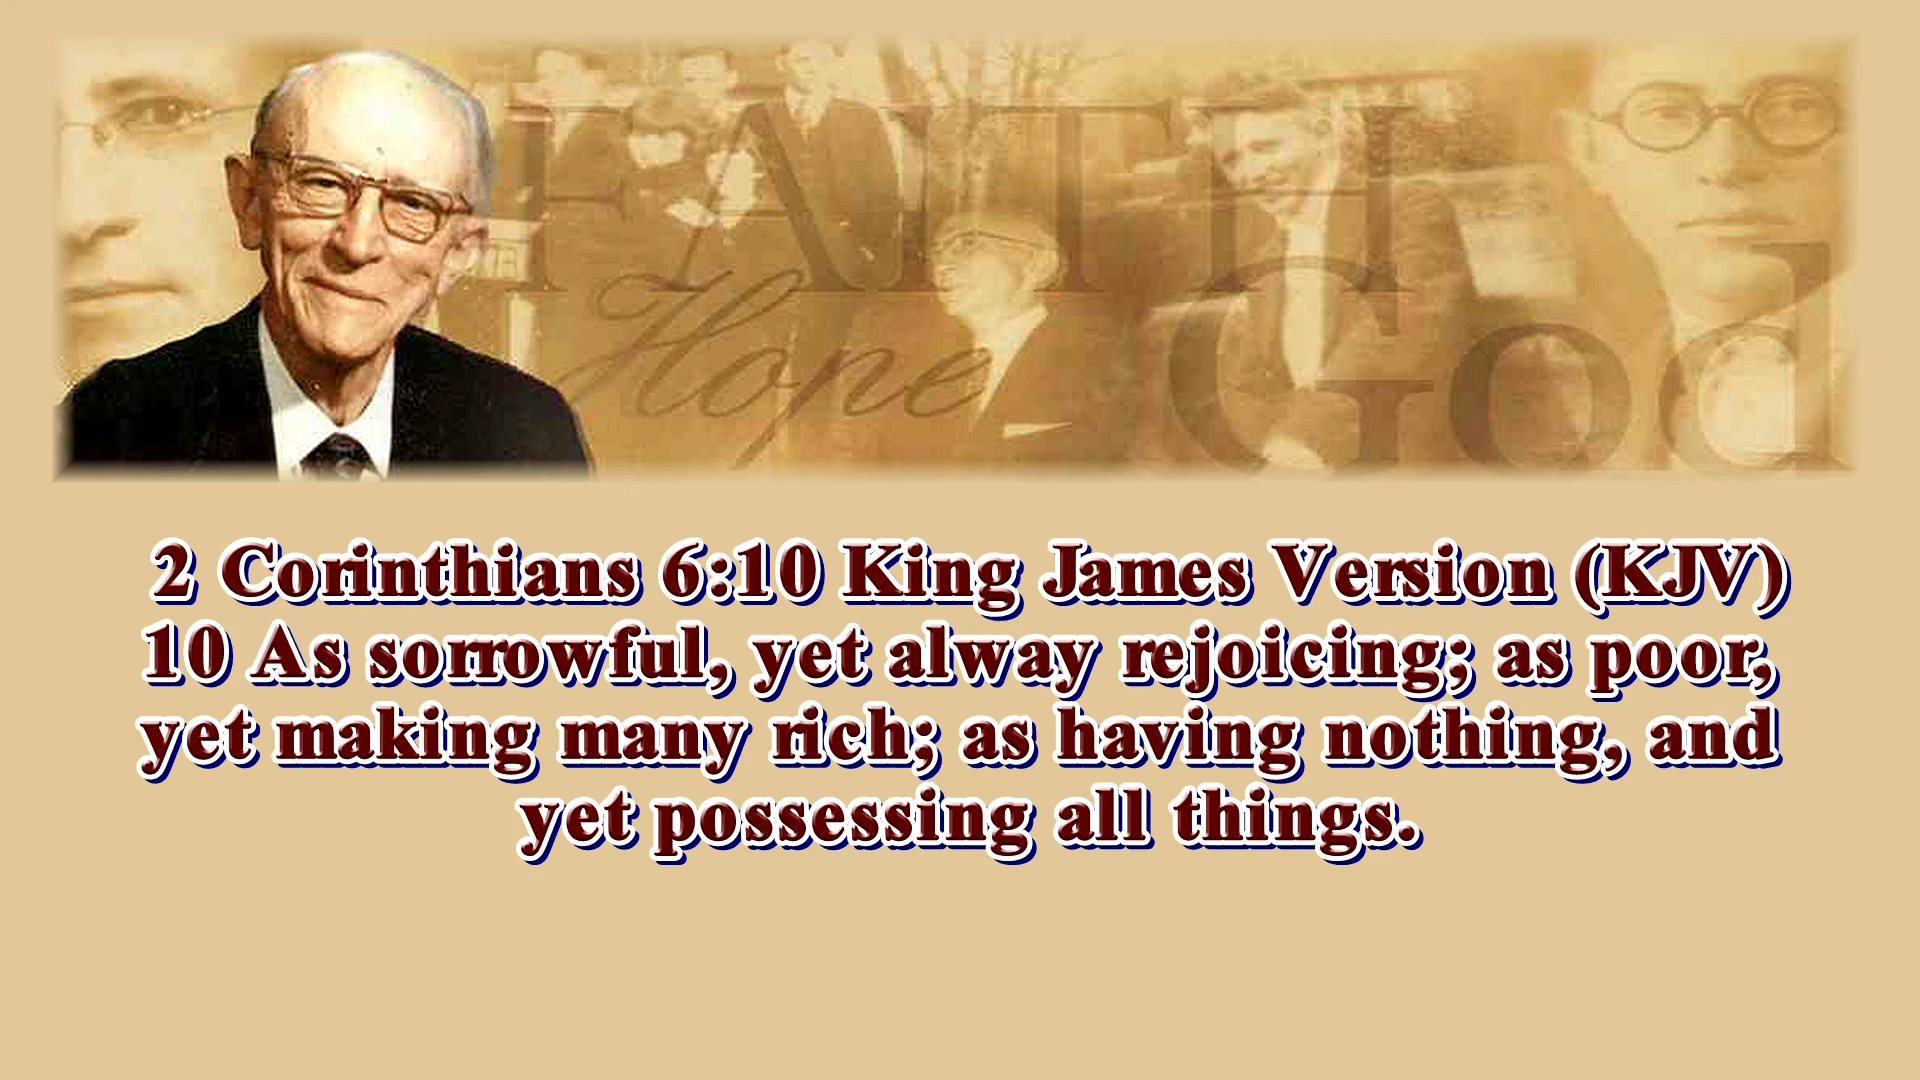 FAITH
Hope
God
2 Corinthians 6:10 King James Version (KJV)
10 As sorrowful, yet alway rejoicing; as poor,
yet making many rich; as having nothing, and
yet possessing all things.